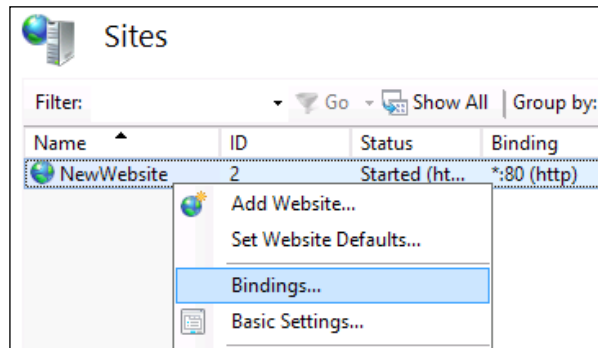 Sites
Filter: Go Show All Group by:
Name ID Status Binding
NewWebsite 2 Started (ht... *:80 (http)
Add Website...
Set Website Defaults...
Bindings...
Basic Settings...